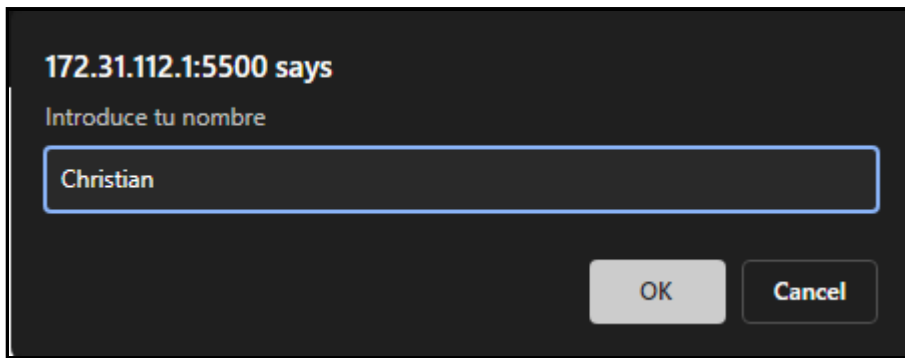 172.31.112.1:5500 says
Introduce tu nombre
Christian
OK Cancel